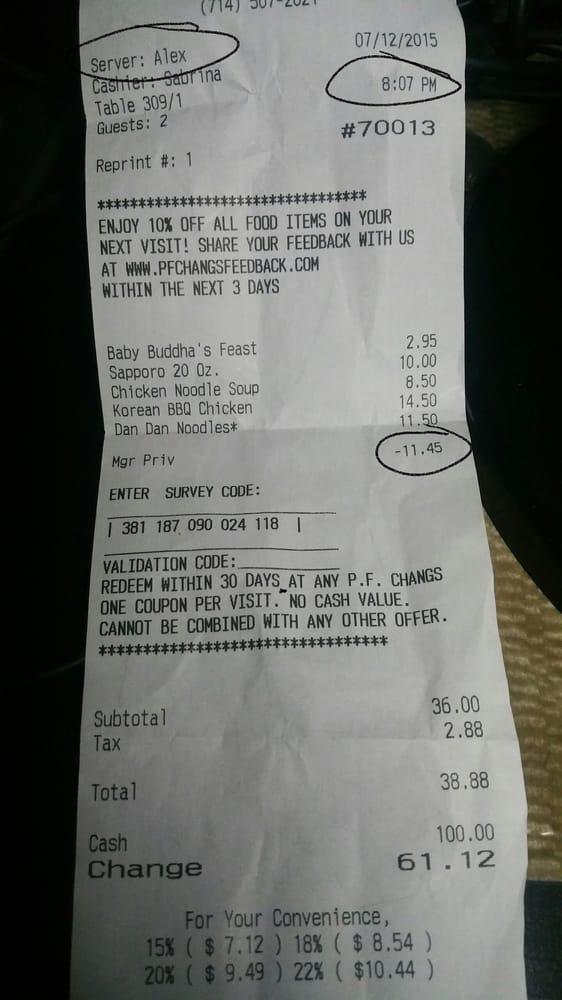 (714) 507-2021
07/12/2015
Server: Alex
8:07 PM
Cashier: Sabrina
Table 309/1
Guests: 2
#70013
Reprint #: 1
*********************************
ENJOY 10% OFF ALL FOOD ITEMS ON YOUR
NEXT VISIT! SHARE YOUR FEEDBACK WITH US
AT WWW.PFCHANGSFEEDBACK.COM
WITHIN THE NEXT 3 DAYS
Baby Buddha's Feast 2.95
Sapporo 20 Oz. 10.00
Chicken Noodle Soup 8.50
Korean BBQ Chicken 14.50
Dan Dan Noodles* 11.50
Mgr Priv -11.45
ENTER SURVEY CODE:
| 381 187 090 024 118 |
VALIDATION CODE:___________
REDEEM WITHIN 30 DAYS AT ANY P.F. CHANGS
ONE COUPON PER VISIT. NO CASH VALUE.
CANNOT BE COMBINED WITH ANY OTHER OFFER.
*********************************
Subtotal 36.00
Tax 2.88
Total 38.88
Cash 100.00
Change 61.12
For Your Convenience,
15% ( $ 7.12 ) 18% ( $ 8.54 )
20% ( $ 9.49 ) 22% ( $10.44 )